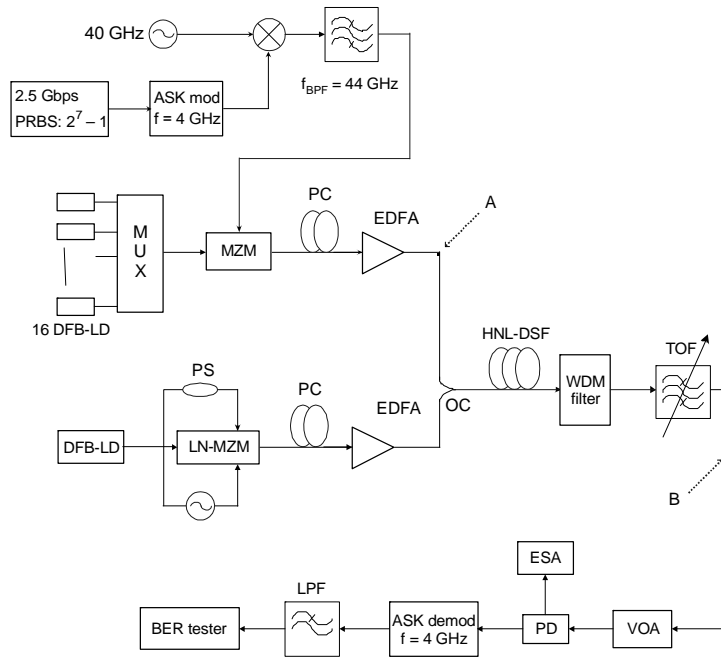 40 GHz
f_BPF = 44 GHz
2.5 Gbps
PRBS: 2^7 – 1
ASK mod
f = 4 GHz
PC
EDFA
A
M
U
X
MZM
16 DFB-LD
HNL-DSF
TOF
PS
PC
EDFA
OC
WDM
filter
DFB-LD
LN-MZM
B
ESA
LPF
BER tester
ASK demod
f = 4 GHz
PD
VOA